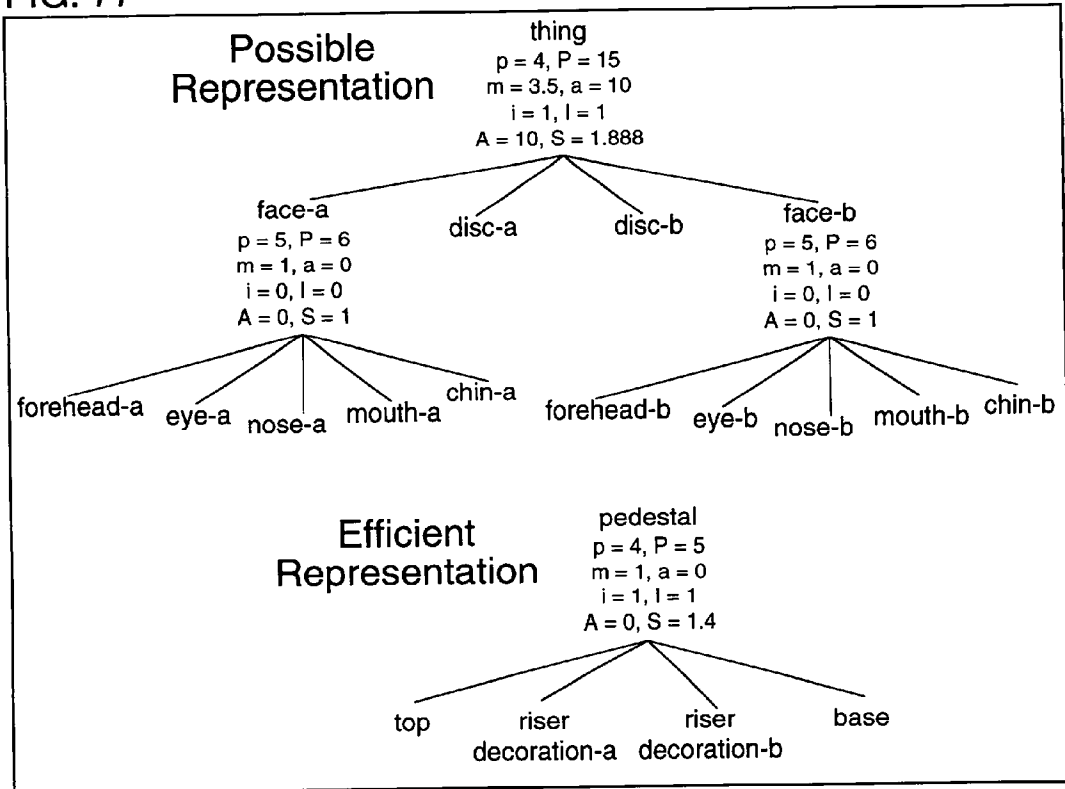 Possible
Representation
thing
p = 4, P = 15
m = 3.5, a = 10
i = 1, I = 1
A = 10, S = 1.888
face-a
p = 5, P = 6
m = 1, a = 0
i = 0, I = 0
A = 0, S = 1
disc-a
disc-b
face-b
p = 5, P = 6
m = 1, a = 0
i = 0, I = 0
A = 0, S = 1
forehead-a
eye-a
nose-a
mouth-a
chin-a
forehead-b
eye-b
nose-b
mouth-b
chin-b
Efficient
Representation
pedestal
p = 4, P = 5
m = 1, a = 0
i = 1, I = 1
A = 0, S = 1.4
top
riser
decoration-a
riser
decoration-b
base